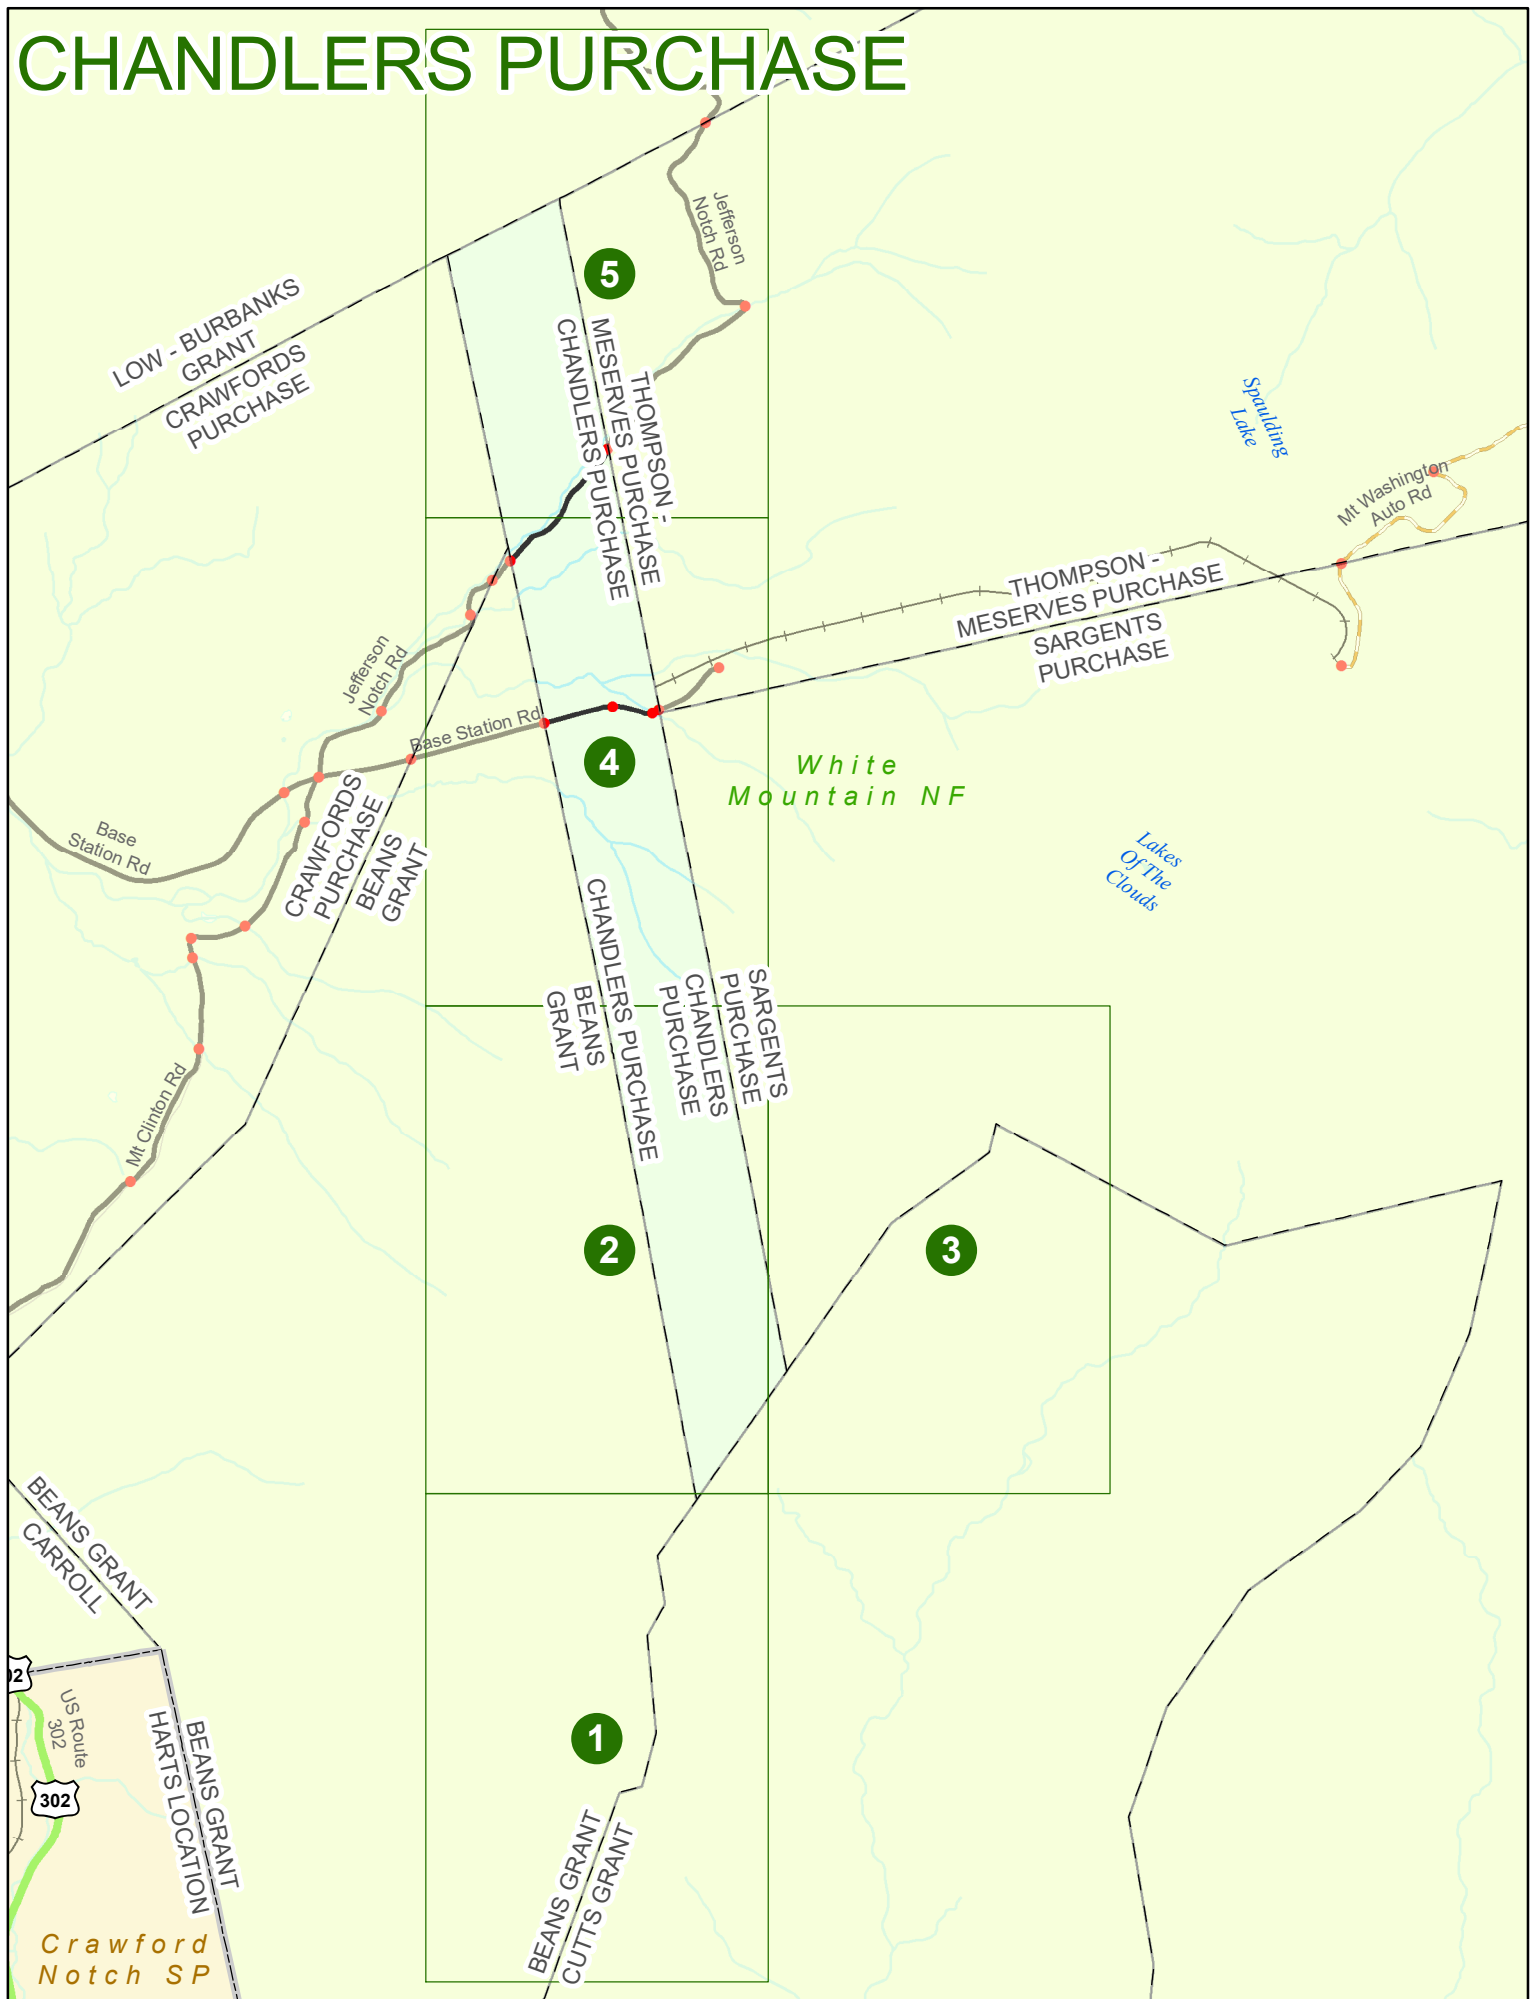 CHANDLERS PURCHASE
Jefferson
Notch Rd
5
LOW - BURBANKS
GRANT
CRAWFORDS
PURCHASE
THOMPSON -
MESERVES PURCHASE
CHANDLERS PURCHASE
Spaulding
Lake
Mt Washington
Auto Rd
THOMPSON -
MESERVES PURCHASE
SARGENTS
PURCHASE
Jefferson
Notch Rd
Base Station Rd
4
White
Mountain NF
Base
Station Rd
CRAWFORDS
PURCHASE
BEANS
GRANT
Lakes
Of The
Clouds
CHANDLERS PURCHASE
BEANS
GRANT
SARGENTS
PURCHASE
CHANDLERS
PURCHASE
Mt Clinton Rd
2
3
BEANS GRANT
CARROLL
02
US Route
302
302
BEANS GRANT
HARTS LOCATION
1
BEANS GRANT
CUTTS GRANT
Crawford
Notch SP